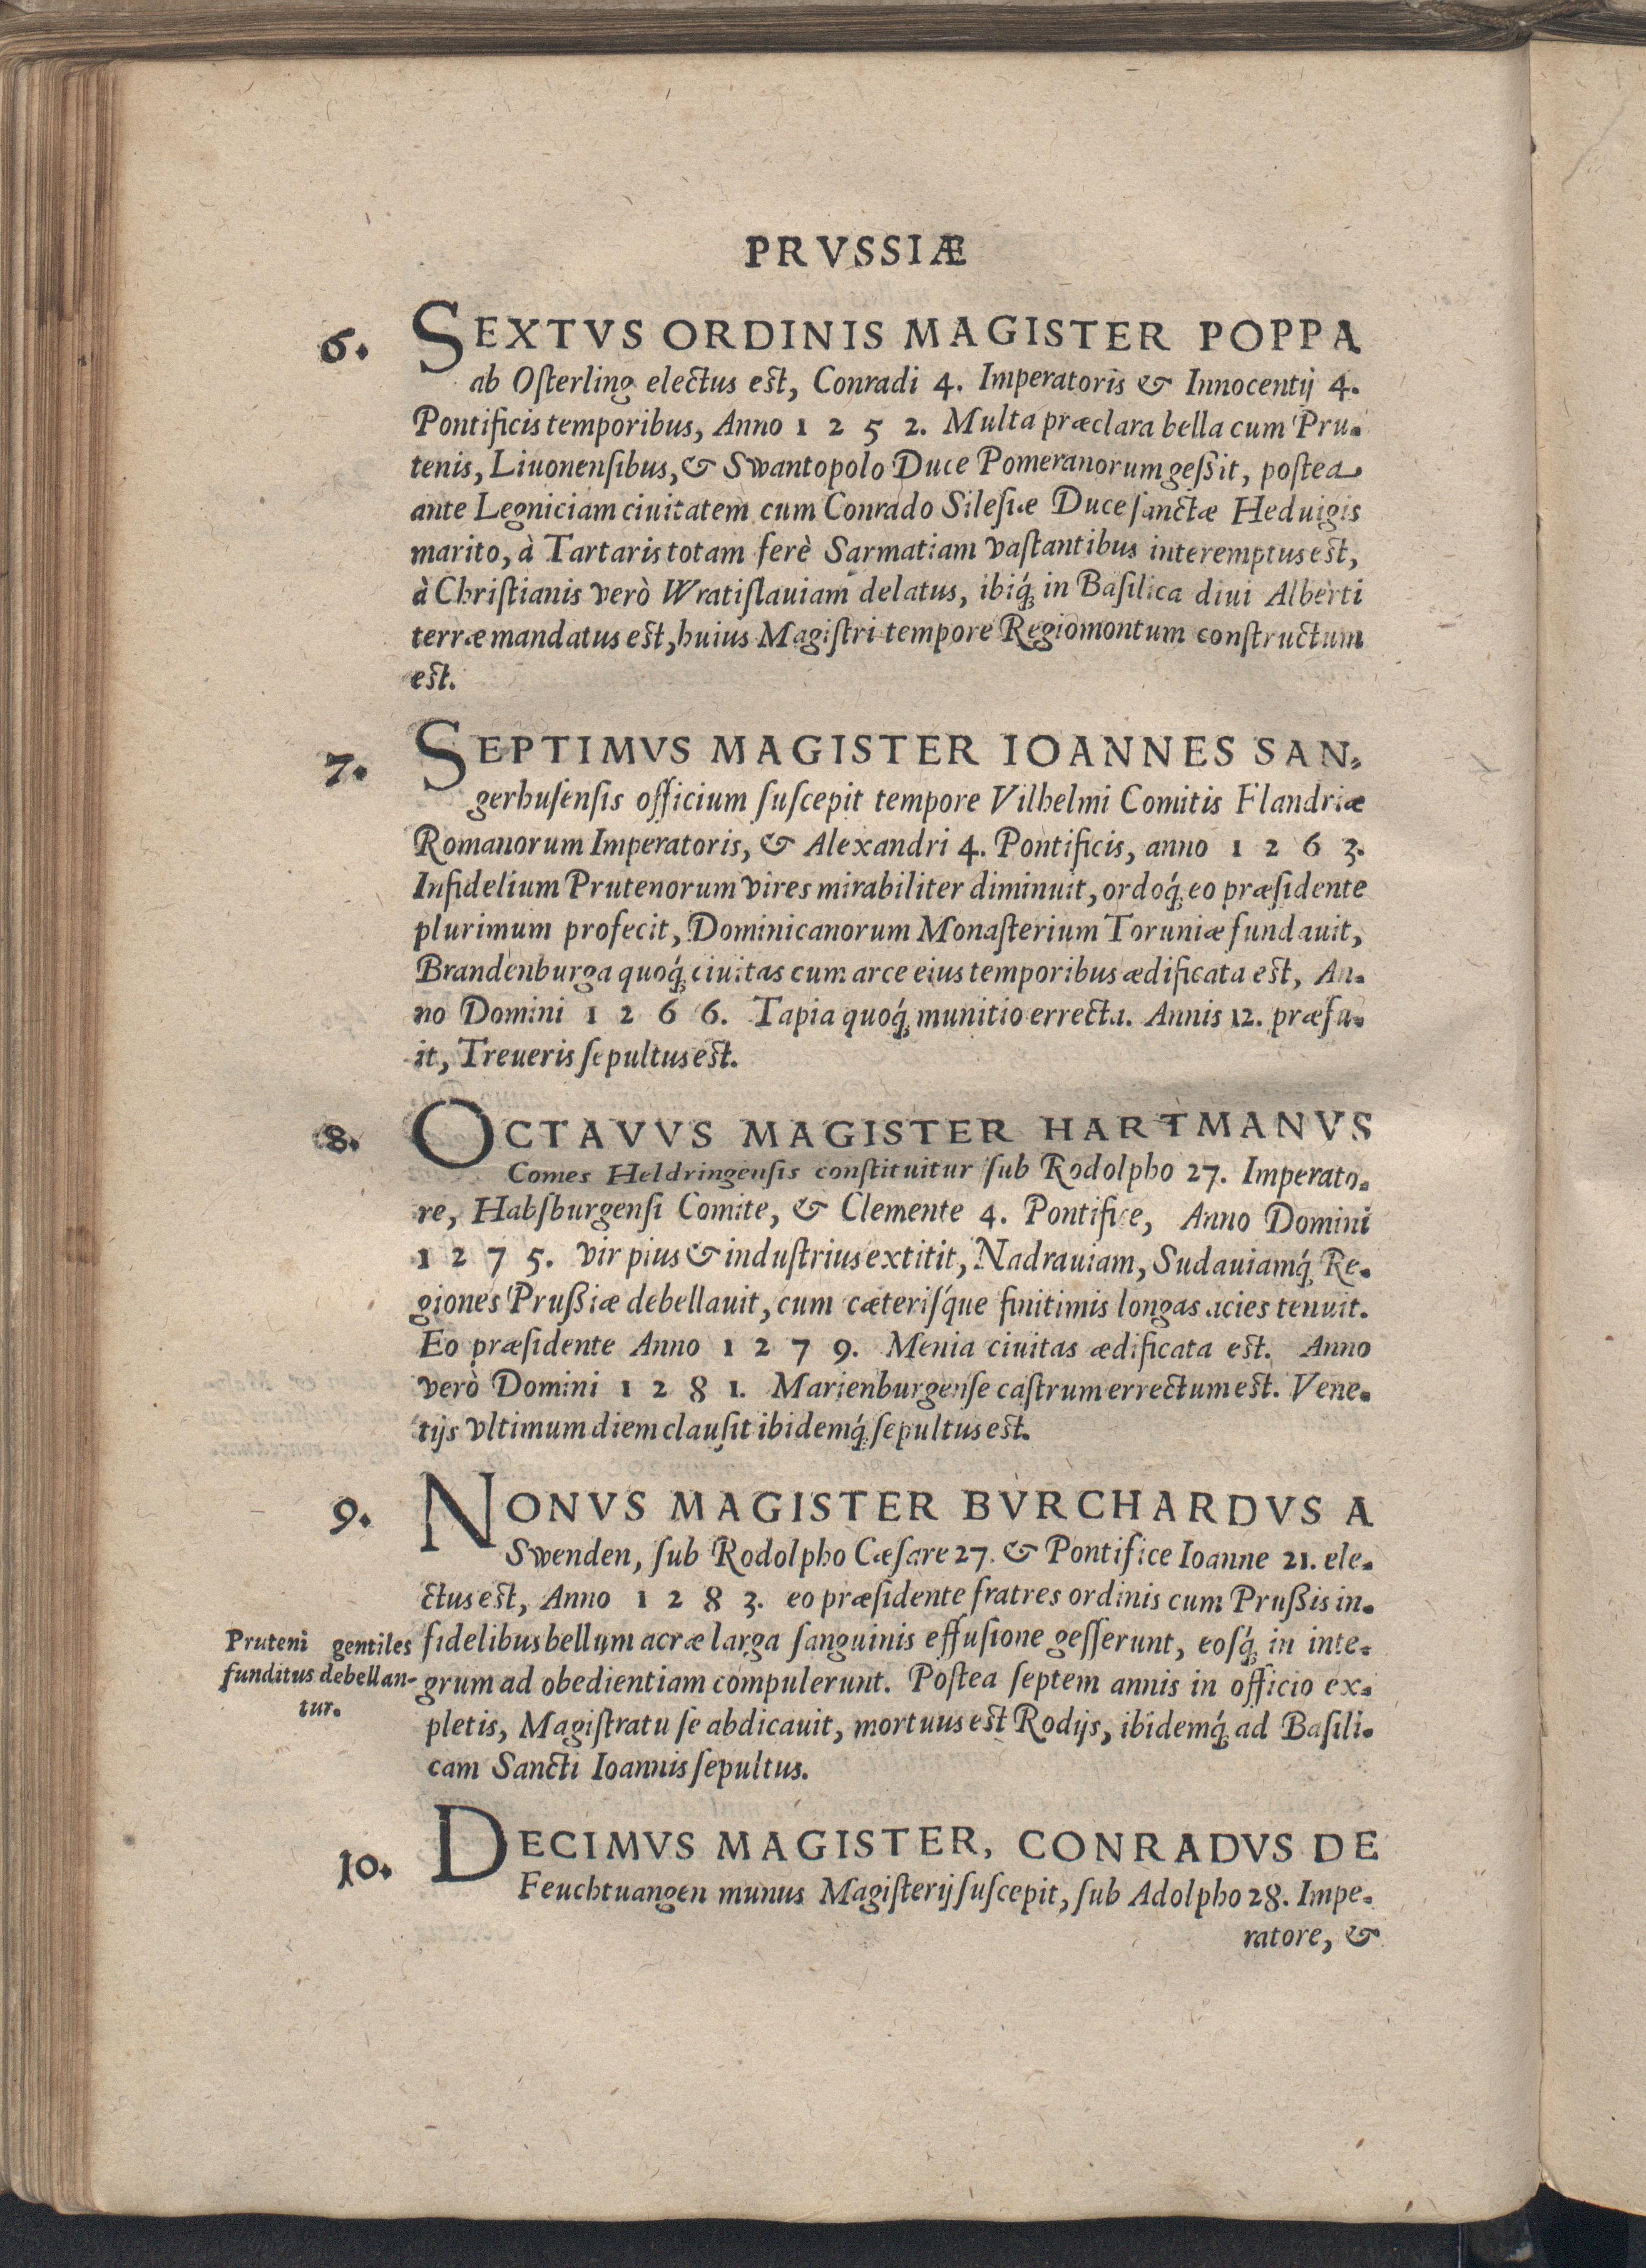 PRVSSIÆ
6. SEXTVS ORDINIS MAGISTER POPPA
ab Oſterling electus eſt, Conradi 4. Imperatoris & Innocentij 4.
Pontificis temporibus, Anno 1 2 5 2. Multa præclara bella cum Pru-
tenis, Liuonenſibus, & Swantopolo Duce Pomeranorum geſsit, poſtea
ante Legniciam ciuitatem cum Conrado Sileſiæ Duce ſanctæ Heduigis
marito, à Tartaris totam ferè Sarmatiam vaſtantibus interemptus eſt,
à Chriſtianis verò Wratiſlauiam delatus, ibiq́; in Baſilica diui Alberti
terræ mandatus eſt, huius Magiſtri tempore Regiomontum conſtructum
eſt.
7. SEPTIMVS MAGISTER IOANNES SAN-
gerhuſenſis officium ſuſcepit tempore Vilhelmi Comitis Flandriæ
Romanorum Imperatoris, & Alexandri 4. Pontificis, anno 1 2 6 3.
Infidelium Prutenorum vires mirabiliter diminuit, ordoq́; eo præſidente
plurimum profecit, Dominicanorum Monaſterium Toruniæ fundauit,
Brandenburga quoq́; ciuitas cum arce eius temporibus ædificata eſt, An-
no Domini 1 2 6 6. Tapia quoq́; munitio errecta. Annis 12. præfu-
it, Treueris ſepultus eſt.
8. OCTAVVS MAGISTER HARTMANVS
Comes Heldringenſis conſtituitur ſub Rodolpho 27. Imperato-
re, Habſburgenſi Comite, & Clemente 4. Pontifice, Anno Domini
1 2 7 5. vir pius & induſtrius extitit, Nadrauiam, Sudauiamq́; Re-
giones Pruſsiæ debellauit, cum cæteriſq́ue finitimis longas acies tenuit.
Eo præſidente Anno 1 2 7 9. Menia ciuitas ædificata eſt. Anno
verò Domini 1 2 8 1. Marienburgenſe caſtrum errectum eſt. Vene-
tijs vltimum diem clauſit ibidemq́; ſepultus eſt.
9. NONVS MAGISTER BVRCHARDVS A
Swenden, ſub Rodolpho Cæſare 27. & Pontifice Ioanne 21. ele-
ctus eſt, Anno 1 2 8 3. eo præſidente fratres ordinis cum Pruſsis in-
fidelibus bellum acræ larga ſanguinis effuſione geſſerunt, eoſq́; in inte-
grum ad obedientiam compulerunt. Poſtea ſeptem annis in officio ex-
pletis, Magiſtratu ſe abdicauit, mortuus eſt Rodijs, ibidemq́; ad Baſili-
cam Sancti Ioannis ſepultus.
Pruteni gentiles
funditus debellan-
tur.
10. DECIMVS MAGISTER, CONRADVS DE
Feuchtuangen munus Magiſterij ſuſcepit, ſub Adolpho 28. Impe-
ratore, &